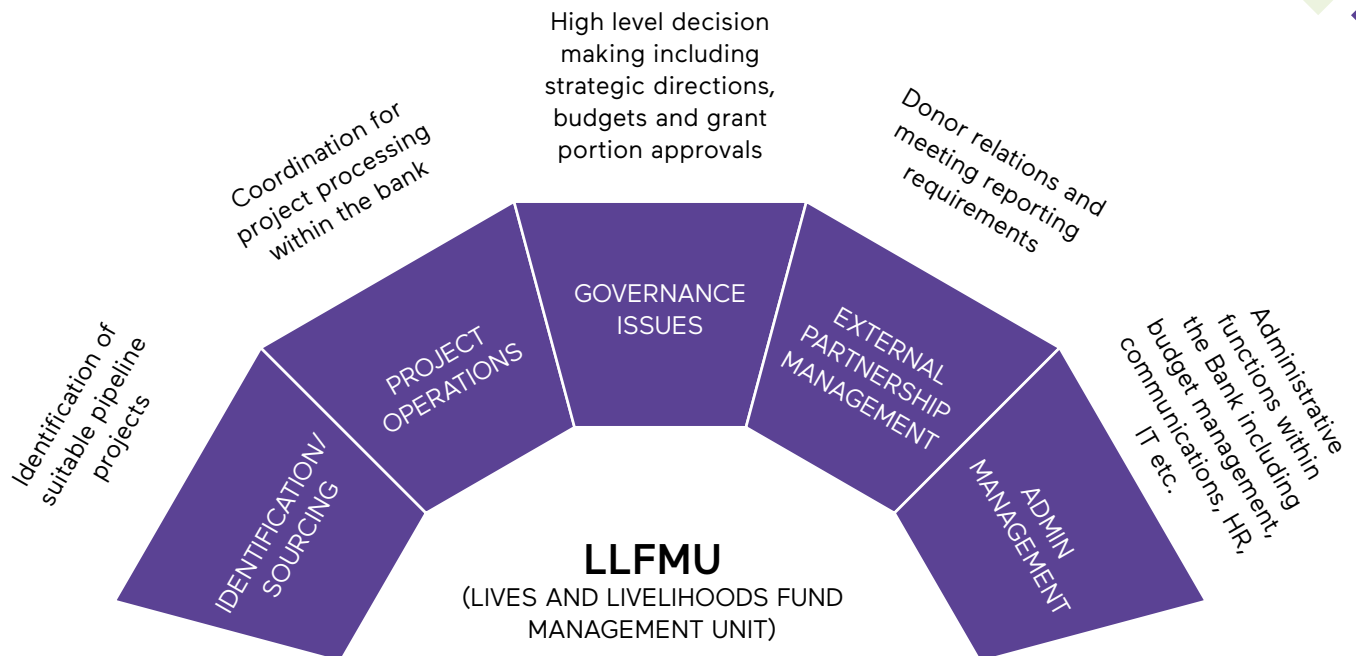 Identification of
suitable pipeline
projects
IDENTIFICATION/
SOURCING
Coordination for
project processing
within the bank
PROJECT
OPERATIONS
High level decision
making including
strategic directions,
budgets and grant
portion approvals
GOVERNANCE
ISSUES
Donor relations and
meeting reporting
requirements
EXTERNAL
PARTNERSHIP
MANAGEMENT
Administrative
functions within
the Bank including
budget management,
communications, HR,
IT etc.
ADMIN
MANAGEMENT
LLFMU
(LIVES AND LIVELIHOODS FUND
MANAGEMENT UNIT)